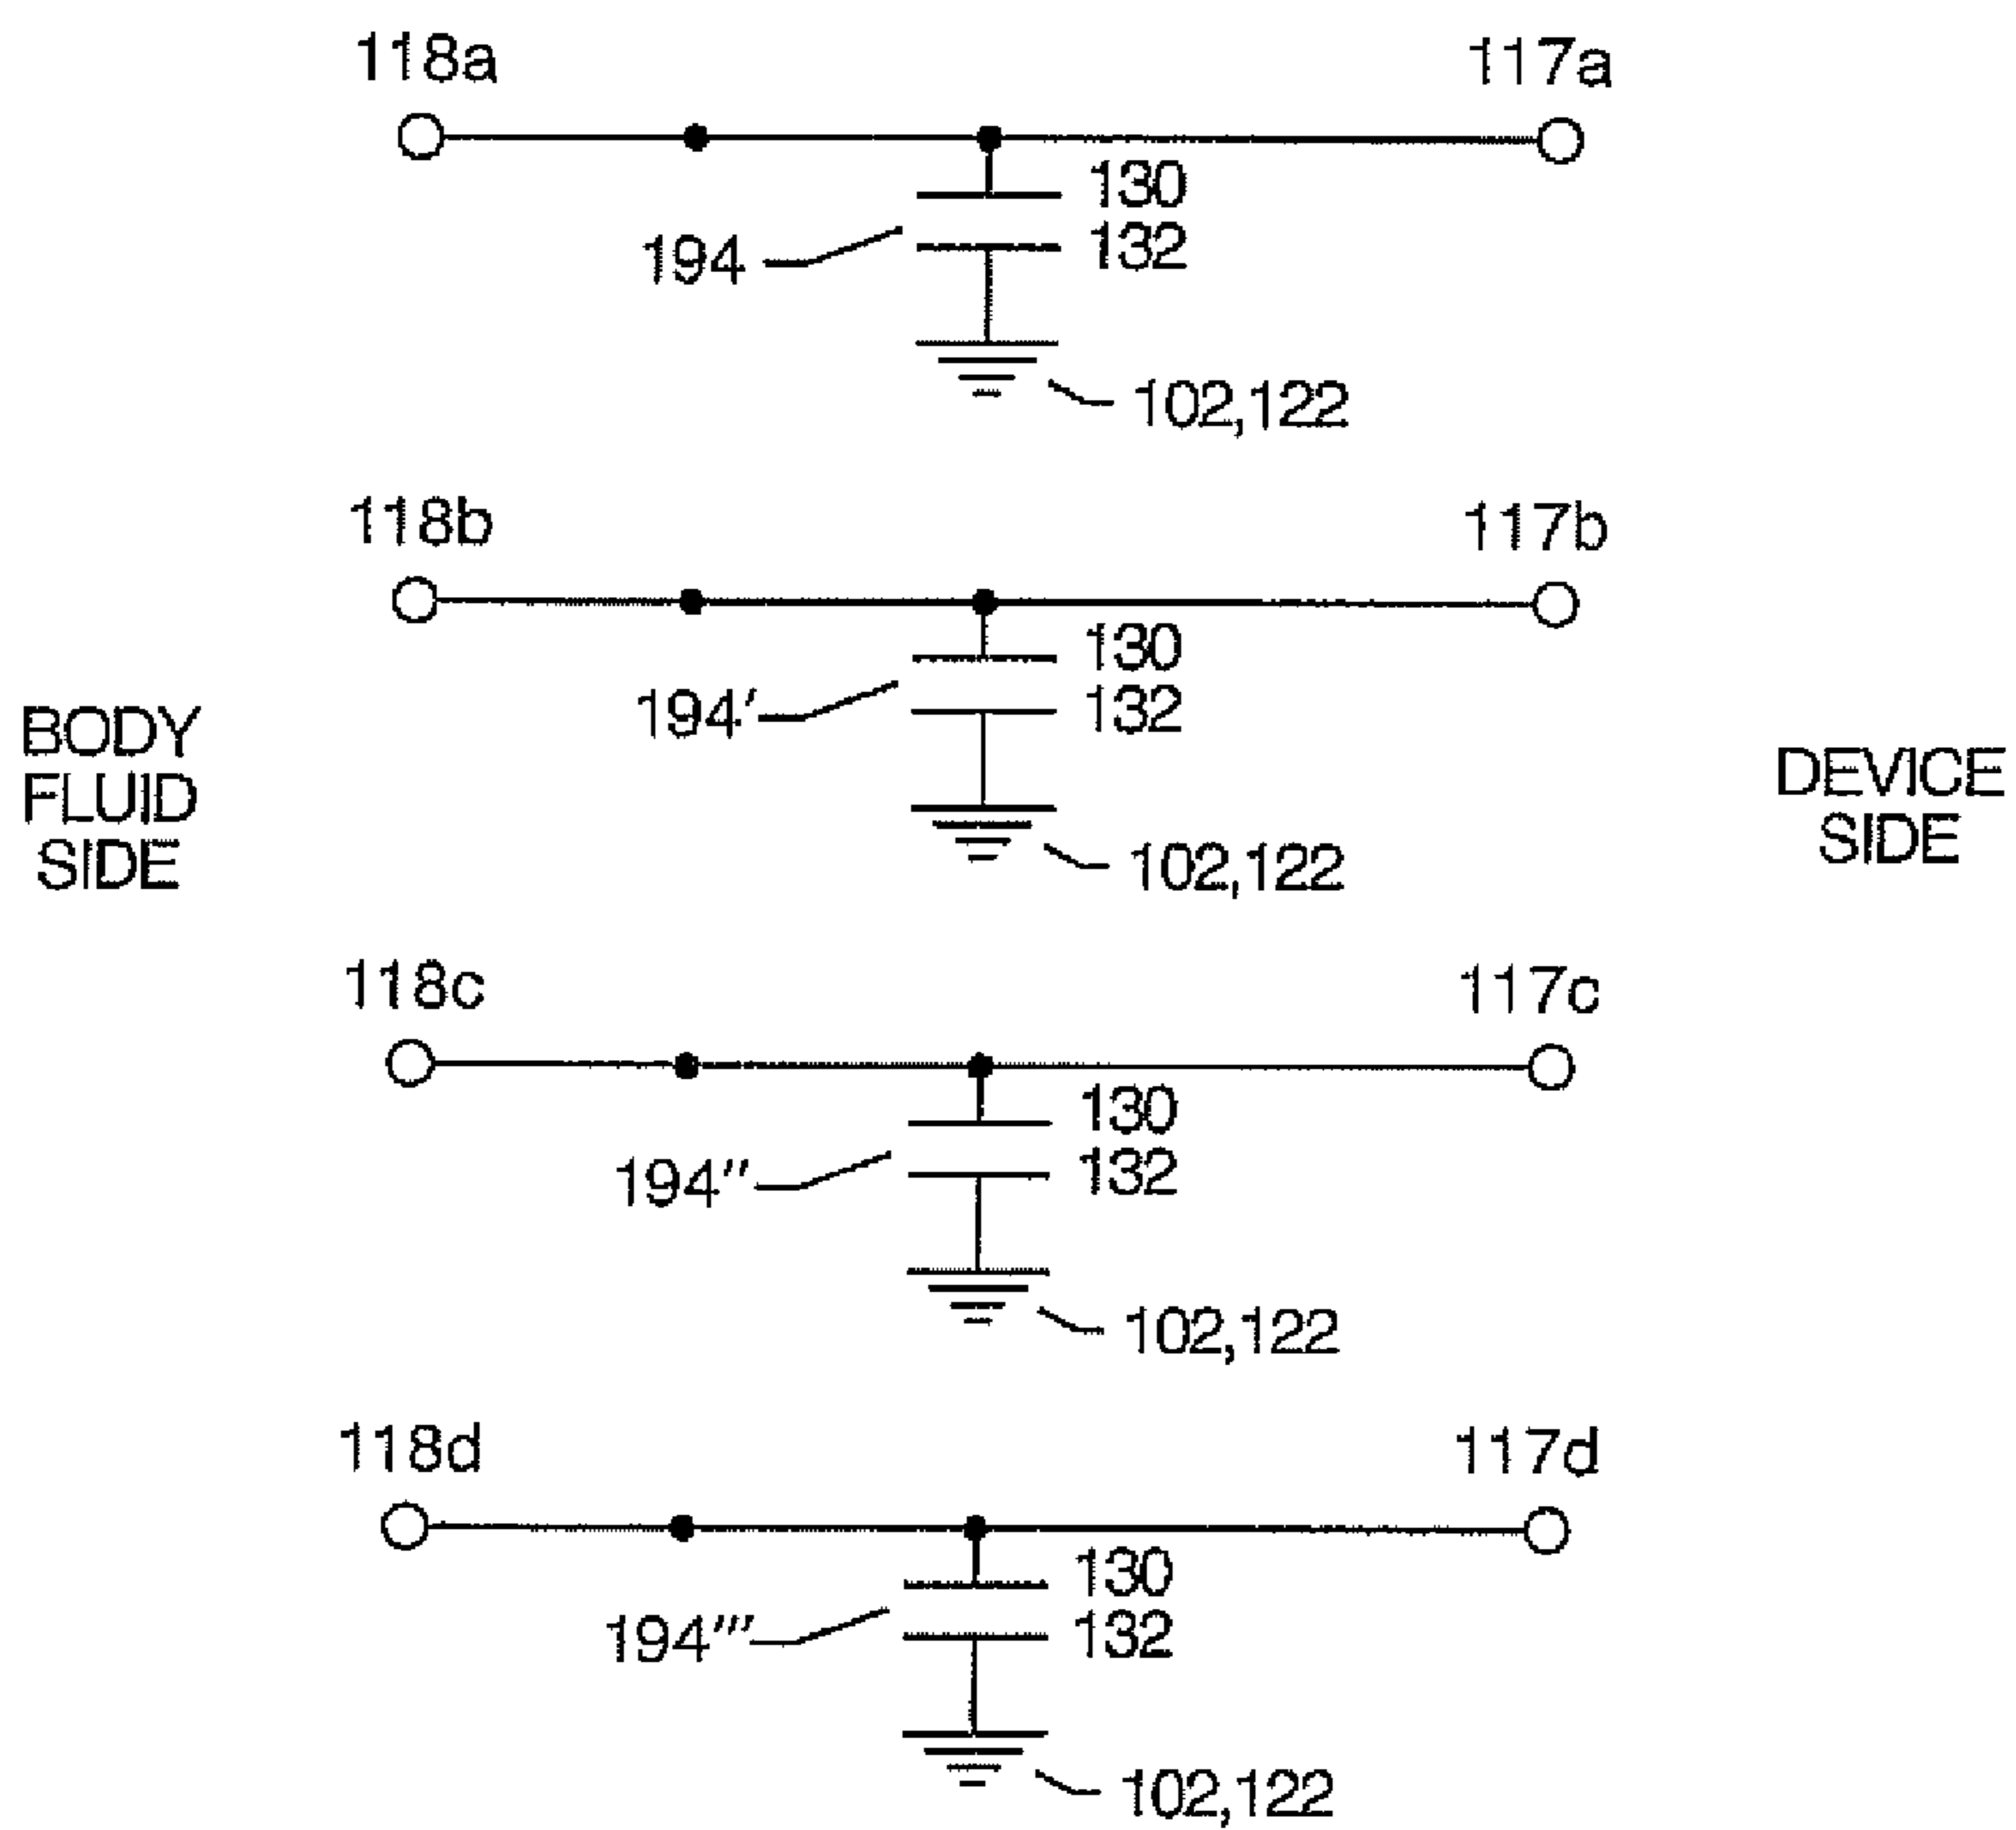 118a
117a
130
132
194
102,122
118b
117b
130
132
194′
102,122
BODY
FLUID
SIDE
DEVICE
SIDE
118c
117c
130
132
194″
102,122
118d
117d
130
132
194‴
102,122